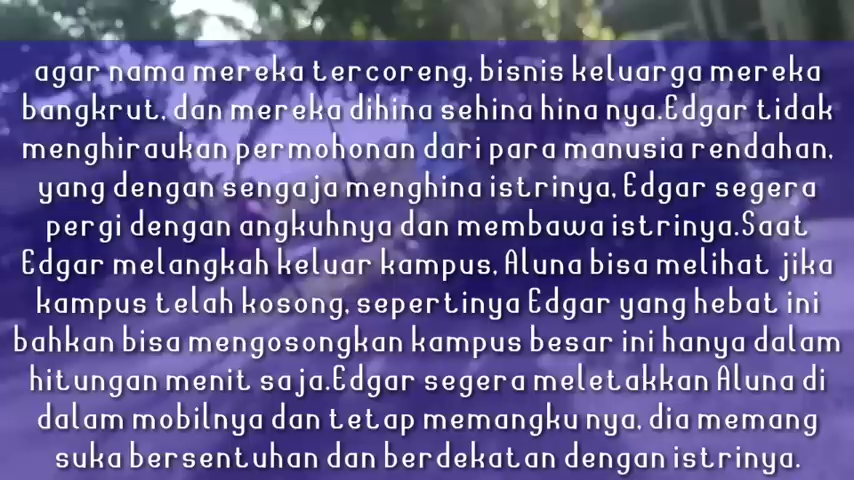 agar nama mereka tercoreng, bisnis keluarga mereka
bangkrut, dan mereka dihina sehina hina nya.Edgar tidak
menghiraukan permohonan dari para manusia rendahan,
yang dengan sengaja menghina istrinya, Edgar segera
pergi dengan angkuhnya dan membawa istrinya.Saat
Edgar melangkah keluar kampus, Aluna bisa melihat jika
kampus telah kosong, sepertinya Edgar yang hebat ini
bahkan bisa mengosongkan kampus besar ini hanya dalam
hitungan menit saja.Edgar segera meletakkan Aluna di
dalam mobilnya dan tetap memangku nya, dia memang
suka bersentuhan dan berdekatan dengan istrinya.